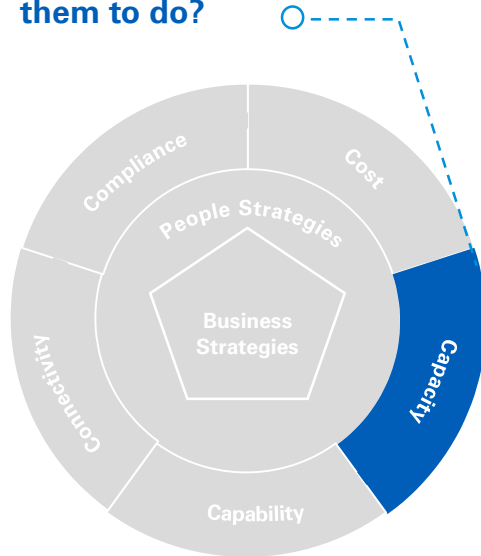 them to do?
Compliance
Cost
People Strategies
Business
Strategies
Capacity
Connectivity
Capability